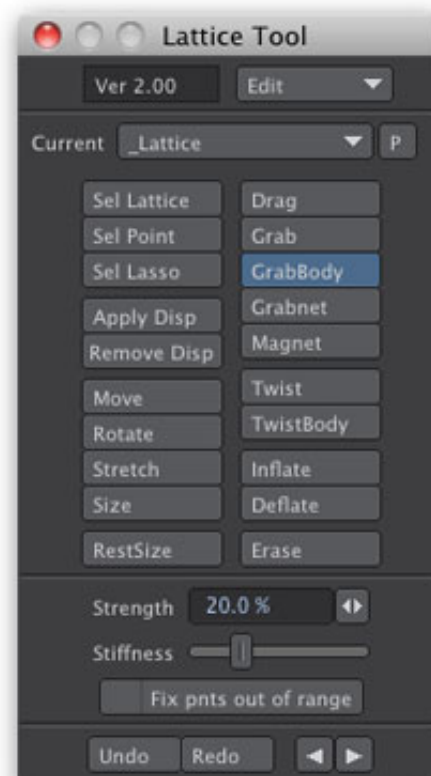 Lattice Tool
Ver 2.00 Edit
Current _Lattice P
Sel Lattice Drag
Sel Point Grab
Sel Lasso GrabBody
Apply Disp Grabnet
Remove Disp Magnet
Move Twist
Rotate TwistBody
Stretch Inflate
Size Deflate
RestSize Erase
Strength 20.0 %
Stiffness
Fix pnts out of range
Undo Redo